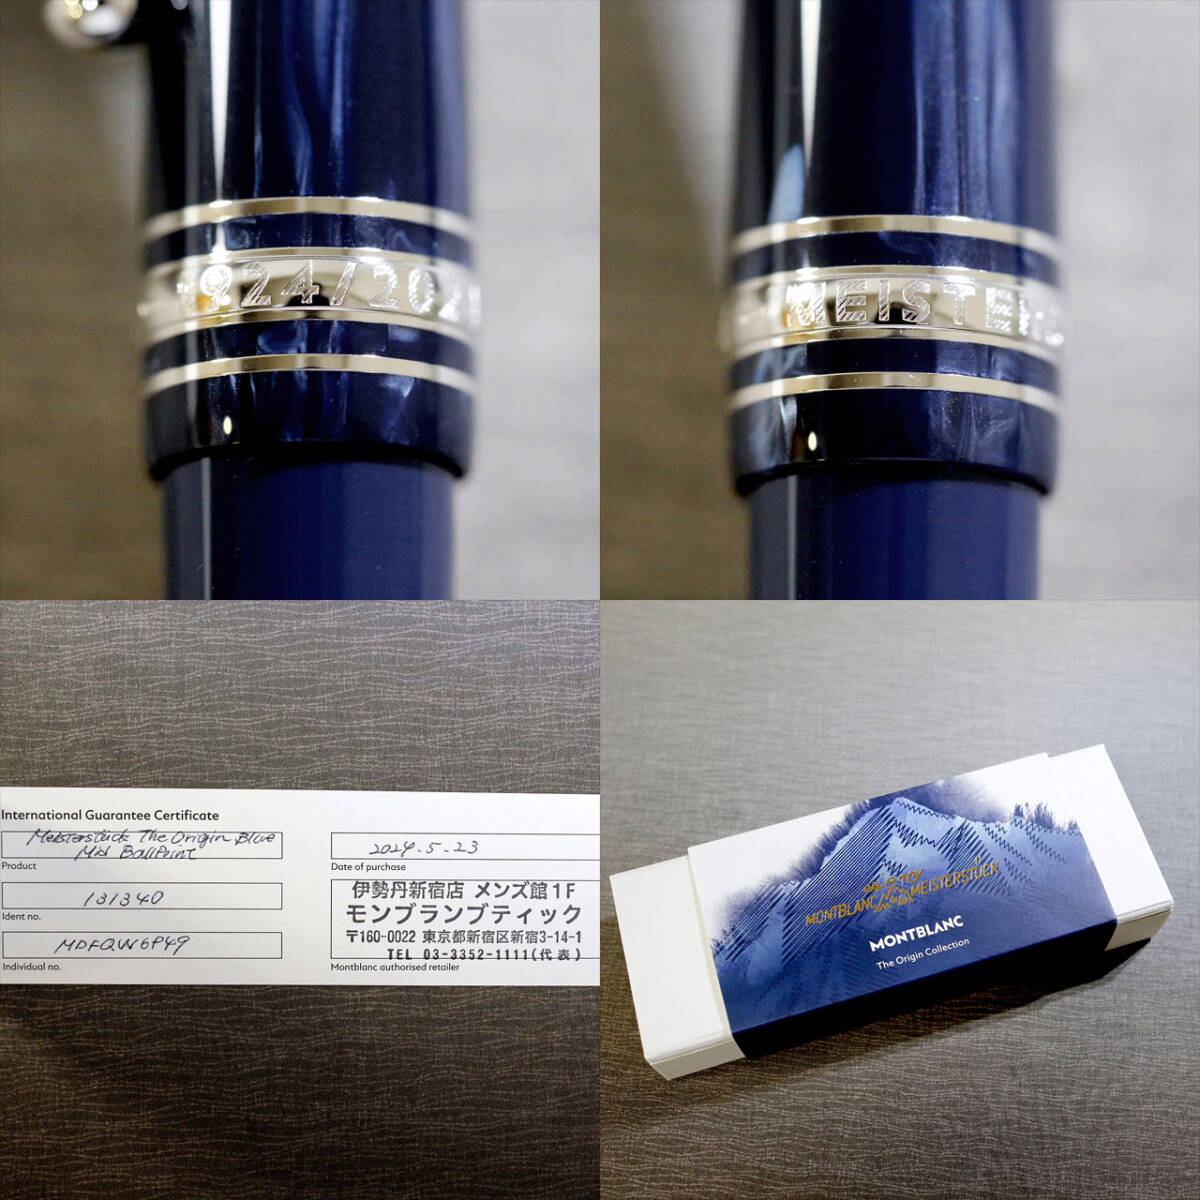 1924/202
MEISTE
International Guarantee Certificate
Meisterstück The Origin Blue
Mid BallPoint
Product
131340
Ident no.
MDFQW6P49
Individual no.
2024.5.23
Date of purchase
伊勢丹新宿店 メンズ館1F
モンブランブティック
〒160-0022 東京都新宿区新宿3-14-1
TEL 03-3352-1111(代表)
Montblanc authorised retailer
MONTBLANC MEISTERSTÜCK
MONTBLANC
The Origin Collection